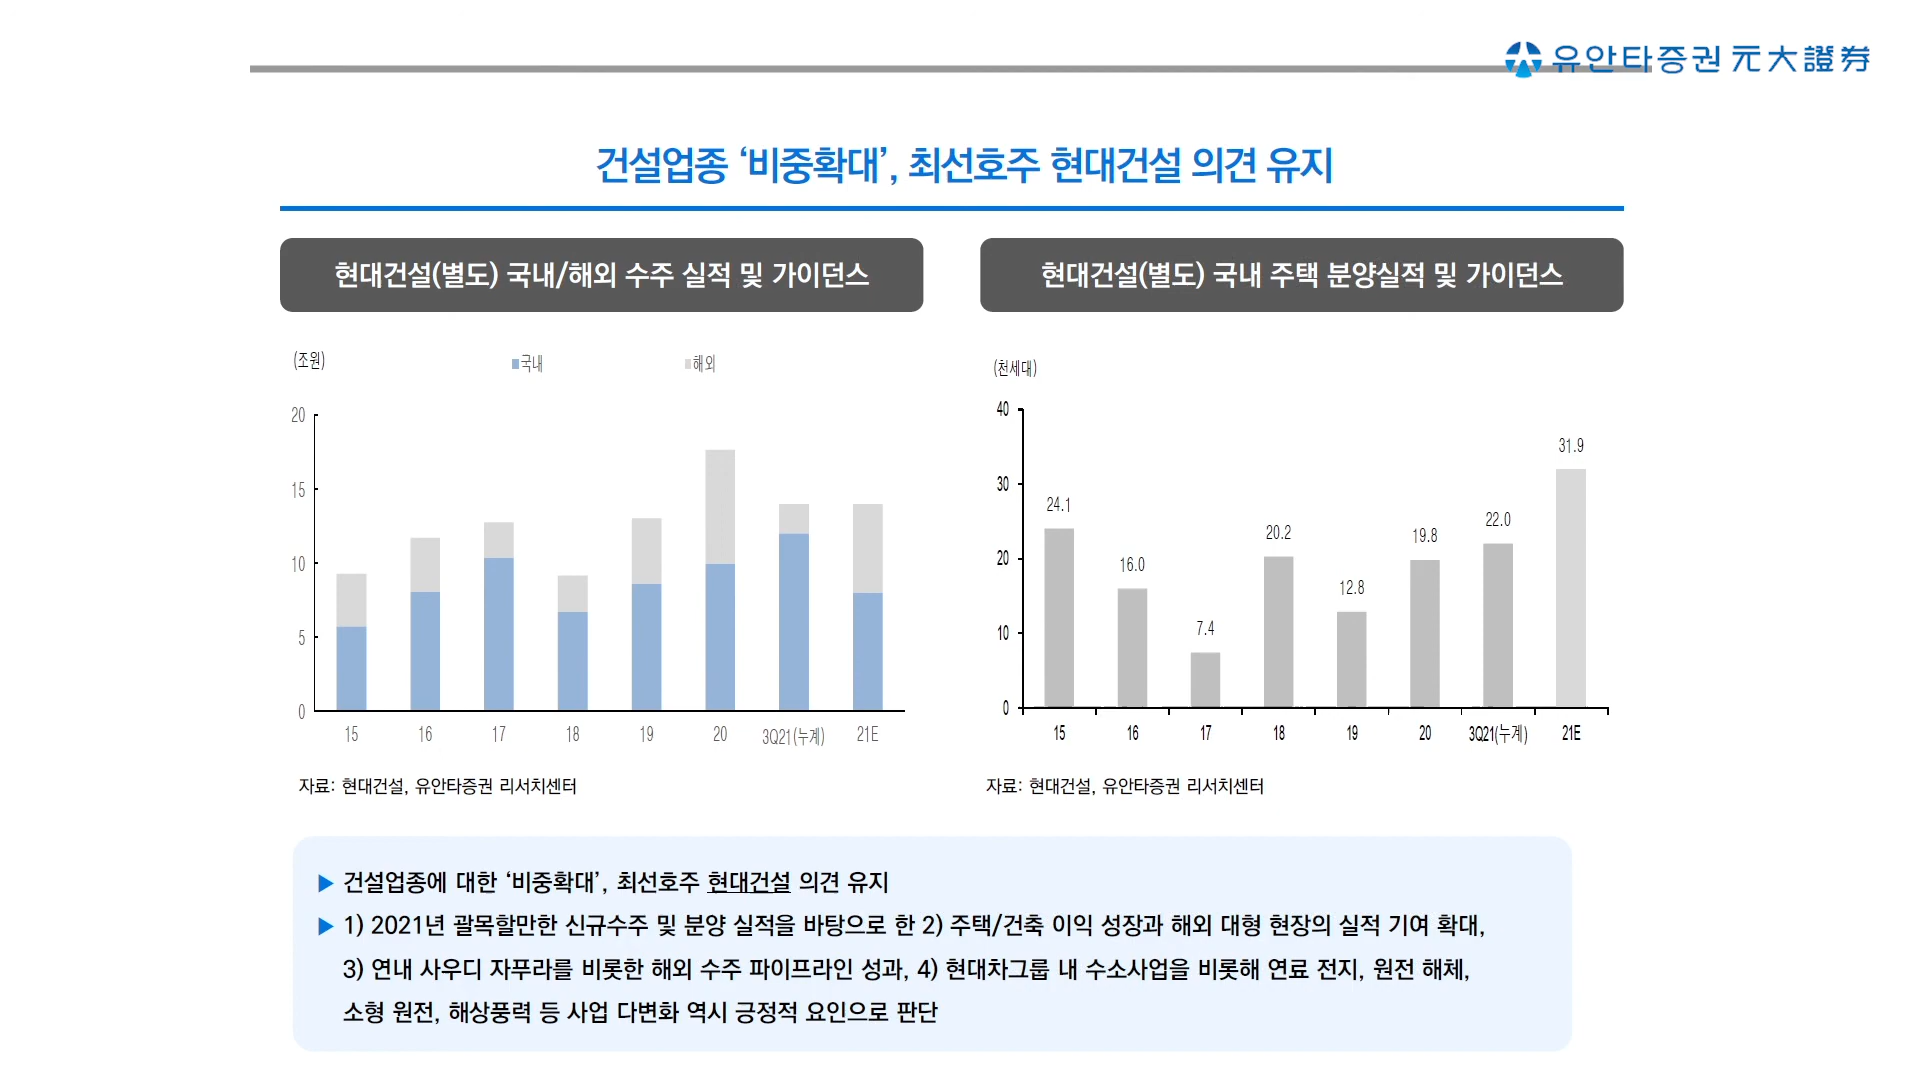 유안타증권 元大證券
건설업종 ‘비중확대’, 최선호주 현대건설 의견 유지
현대건설(별도) 국내/해외 수주 실적 및 가이던스
(조원)
국내
해외
20
15
10
5
0
15
16
17
18
19
20
3Q21(누계)
21E
자료: 현대건설, 유안타증권 리서치센터
현대건설(별도) 국내 주택 분양실적 및 가이던스
(천세대)
40
30
20
10
0
24.1
16.0
7.4
20.2
12.8
19.8
22.0
31.9
15
16
17
18
19
20
3Q21(누계)
21E
자료: 현대건설, 유안타증권 리서치센터
▶ 건설업종에 대한 ‘비중확대’, 최선호주 현대건설 의견 유지
▶ 1) 2021년 괄목할만한 신규수주 및 분양 실적을 바탕으로 한 2) 주택/건축 이익 성장과 해외 대형 현장의 실적 기여 확대,
3) 연내 사우디 자푸라를 비롯한 해외 수주 파이프라인 성과, 4) 현대차그룹 내 수소사업을 비롯해 연료 전지, 원전 해체,
소형 원전, 해상풍력 등 사업 다변화 역시 긍정적 요인으로 판단